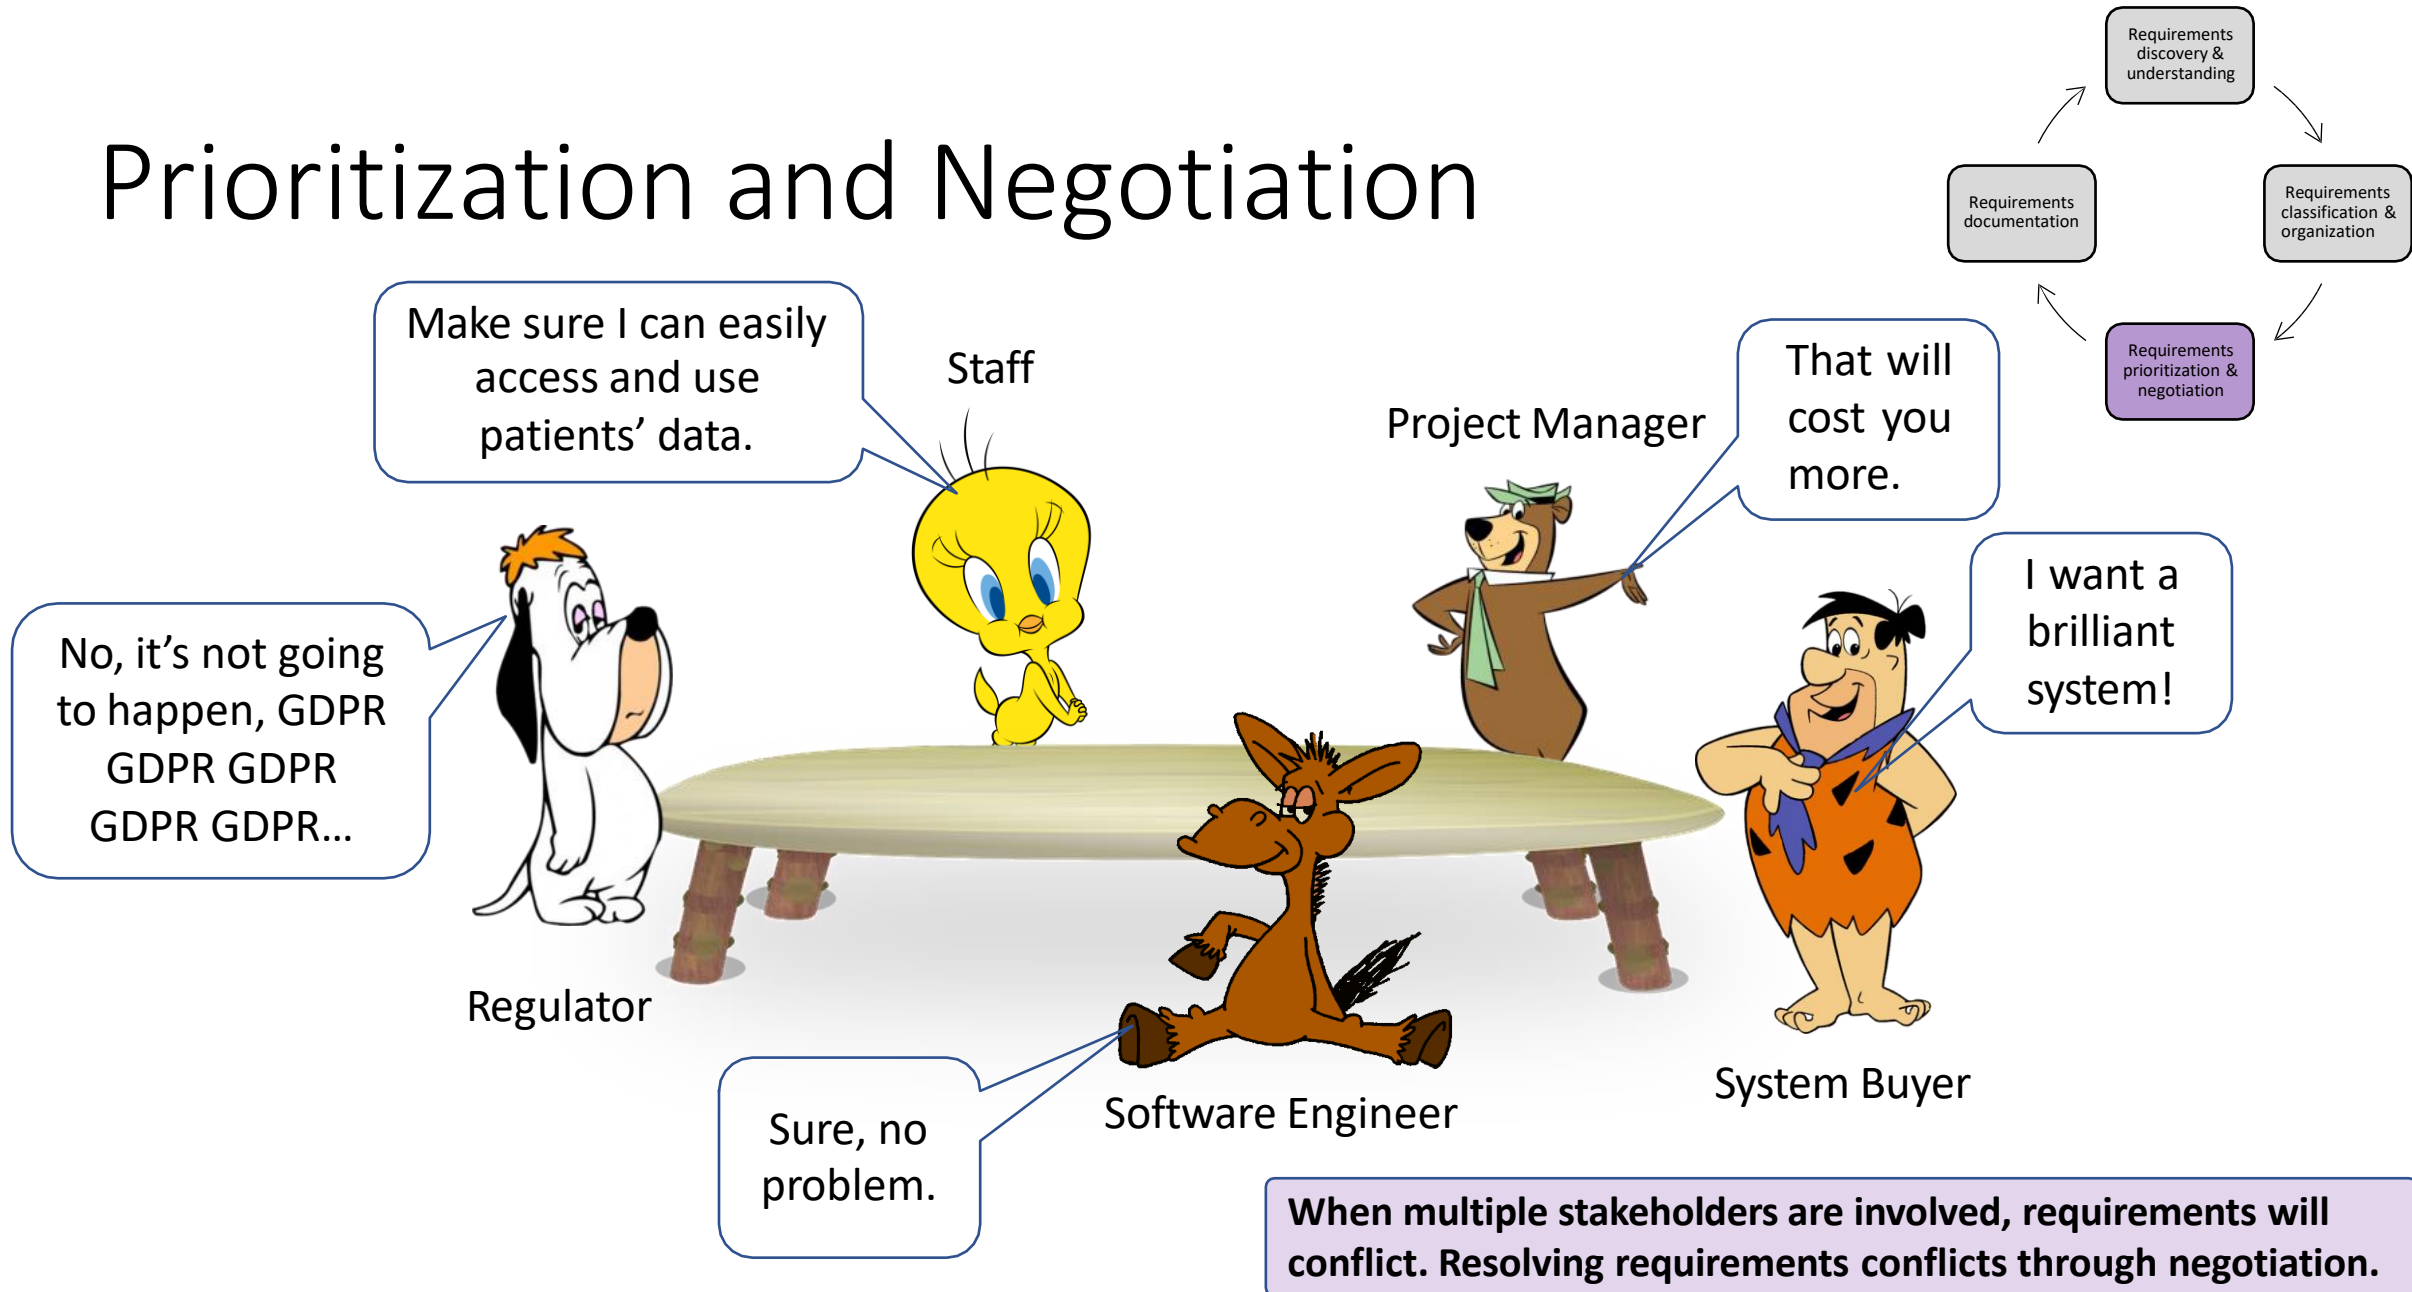 Prioritization and Negotiation
Requirements
discovery &
understanding
Requirements
classification &
organization
Requirements
prioritization &
negotiation
Requirements
documentation
Make sure I can easily
access and use
patients’ data.
Staff
Project Manager
That will
cost you
more.
I want a
brilliant
system!
No, it’s not going
to happen, GDPR
GDPR GDPR
GDPR GDPR…
Regulator
Sure, no
problem.
Software Engineer
System Buyer
When multiple stakeholders are involved, requirements will
conflict. Resolving requirements conflicts through negotiation.